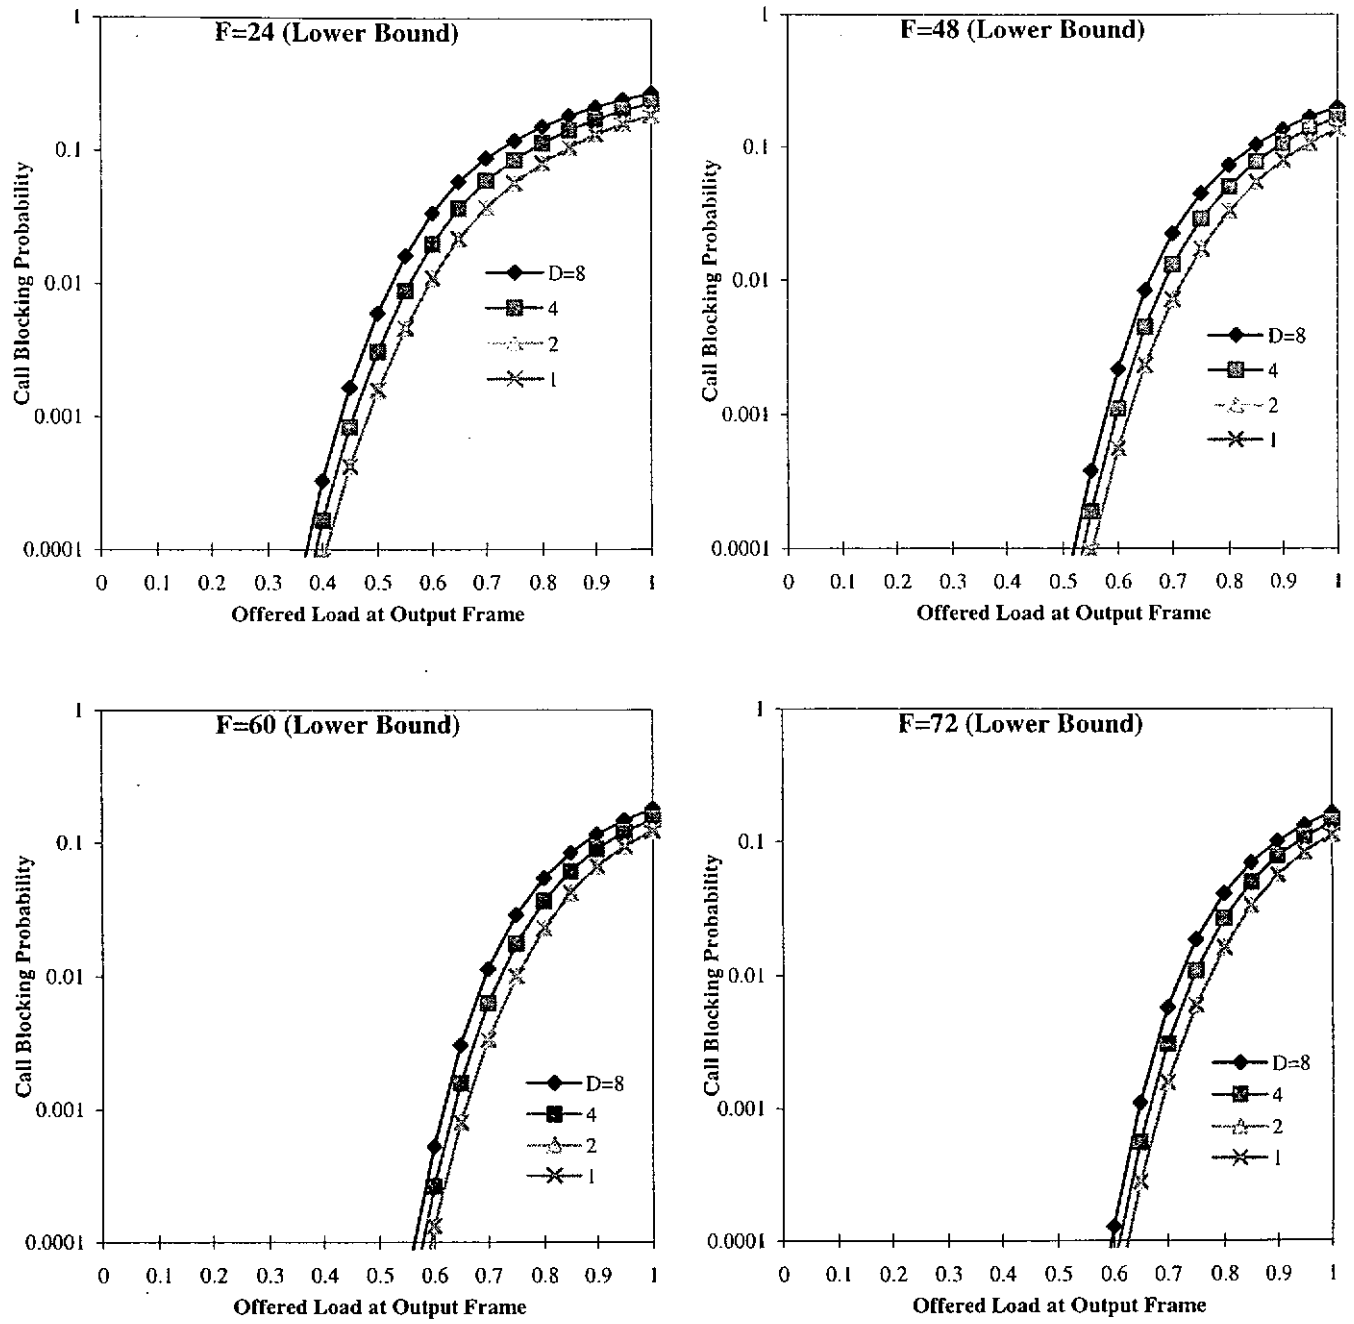 F=24 (Lower Bound)
Call Blocking Probability
1
0.1
0.01
0.001
0.0001
D=8
4
2
1
0 0.1 0.2 0.3 0.4 0.5 0.6 0.7 0.8 0.9 1
Offered Load at Output Frame
F=48 (Lower Bound)
Call Blocking Probability
1
0.1
0.01
0.001
0.0001
D=8
4
2
1
0 0.1 0.2 0.3 0.4 0.5 0.6 0.7 0.8 0.9 1
Offered Load at Output Frame
F=60 (Lower Bound)
Call Blocking Probability
1
0.1
0.01
0.001
0.0001
D=8
4
2
1
0 0.1 0.2 0.3 0.4 0.5 0.6 0.7 0.8 0.9 1
Offered Load at Output Frame
F=72 (Lower Bound)
Call Blocking Probability
1
0.1
0.01
0.001
0.0001
D=8
4
2
1
0 0.1 0.2 0.3 0.4 0.5 0.6 0.7 0.8 0.9 1
Offered Load at Output Frame